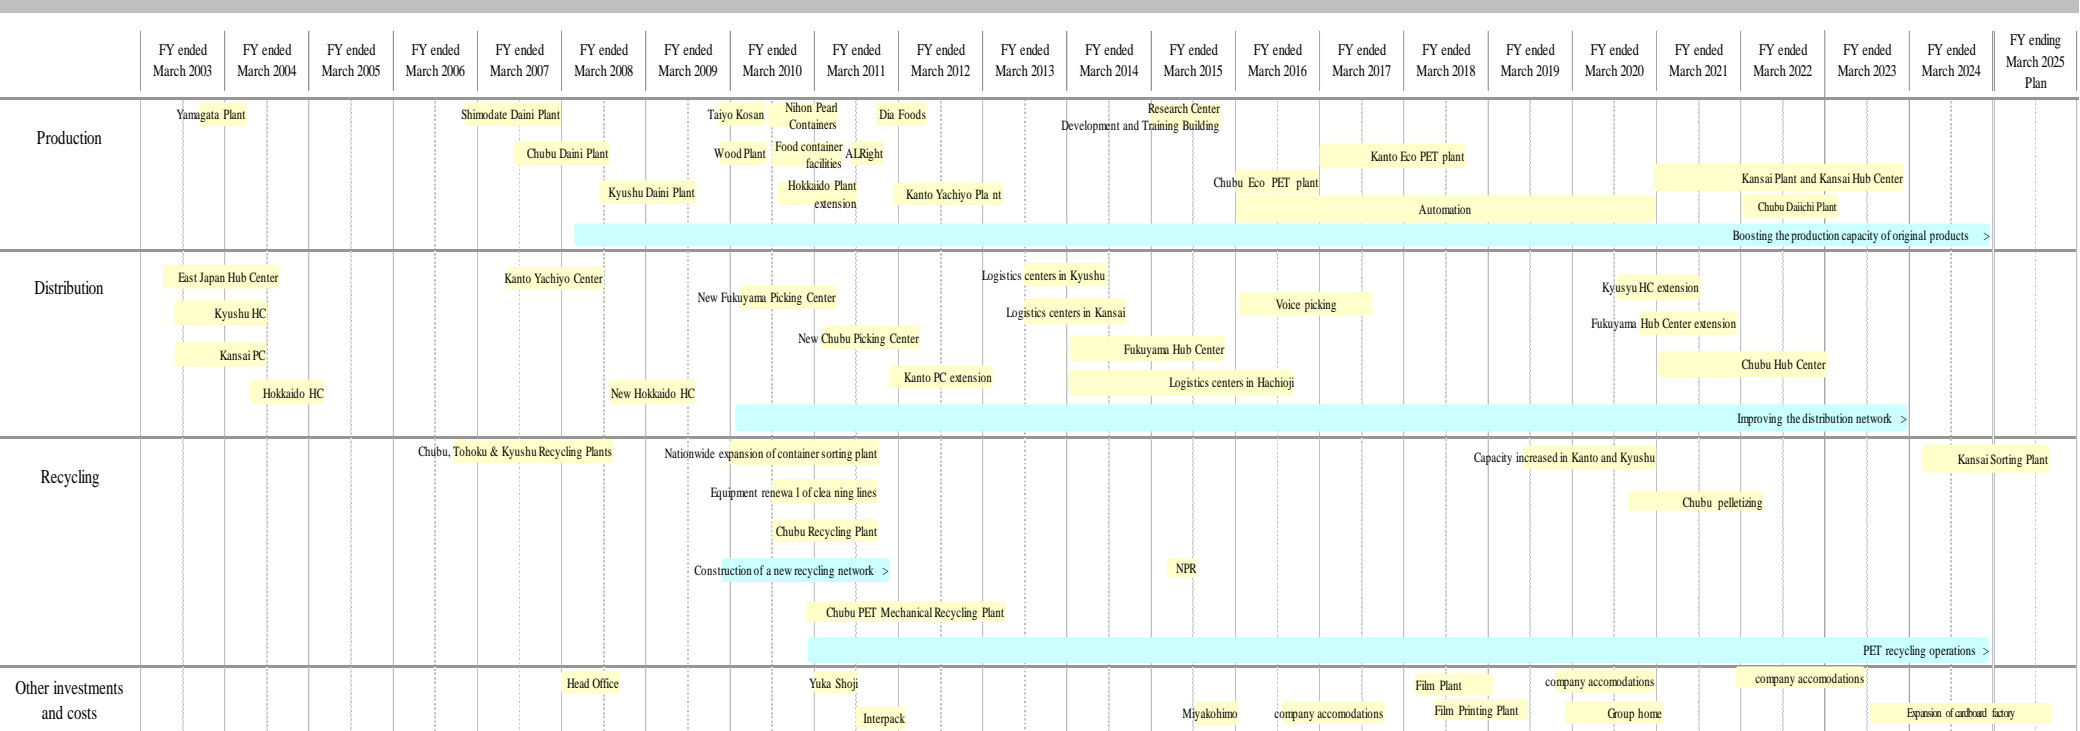 FY ended March 2003
FY ended March 2004
FY ended March 2005
FY ended March 2006
FY ended March 2007
FY ended March 2008
FY ended March 2009
FY ended March 2010
FY ended March 2011
FY ended March 2012
FY ended March 2013
FY ended March 2014
FY ended March 2015
FY ended March 2016
FY ended March 2017
FY ended March 2018
FY ended March 2019
FY ended March 2020
FY ended March 2021
FY ended March 2022
FY ended March 2023
FY ended March 2024
FY ending March 2025 Plan
Production
Yamagata Plant
Shimodate Daini Plant
Taiyo Kosan
Nihon Pearl
Containers
Dia Foods
Research Center
Development and Training Building
Chubu Daini Plant
Wood Plant
Food container
facilities
ALRight
Kanto Eco PET plant
Kyushu Daini Plant
Hokkaido Plant
extension
Kanto Yachiyo Pla nt
Chubu Eco PET plant
Kansai Plant and Kansai Hub Center
Automation
Chubu Daiichi Plant
Boosting the production capacity of original products >
Distribution
East Japan Hub Center
Kanto Yachiyo Center
Logistics centers in Kyushu
Kyusyu HC extension
New Fukuyama Picking Center
Voice picking
Kyushu HC
Logistics centers in Kansai
Fukuyama Hub Center extension
New Chubu Picking Center
Kansai PC
Fukuyama Hub Center
Chubu Hub Center
Kanto PC extension
Logistics centers in Hachioji
Hokkaido HC
New Hokkaido HC
Improving the distribution network >
Recycling
Chubu, Tohoku & Kyushu Recycling Plants
Nationwide expansion of container sorting plant
Capacity increased in Kanto and Kyushu
Kansai Sorting Plant
Equipment renewa l of clea ning lines
Chubu pelletizing
Chubu Recycling Plant
Construction of a new recycling network >
NPR
Chubu PET Mechanical Recycling Plant
PET recycling operations >
Other investments
and costs
Head Office
Yuka Shoji
Film Plant
company accomodations
company accomodations
Interpack
Miyakohimo
company accomodations
Film Printing Plant
Group home
Expansion of cardboard factory